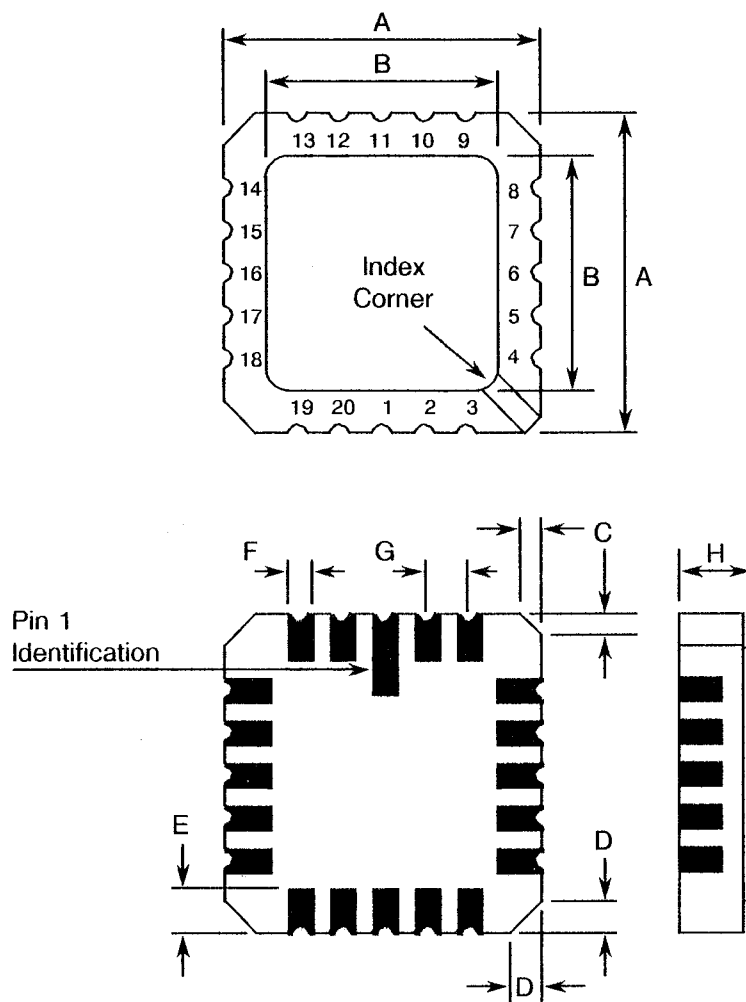 A
B
13 12 11 10 9
14 8
15 7
16 6
17 5
18 4
Index
Corner
B A
19 20 1 2 3
C
F G H
Pin 1
Identification
E D
D